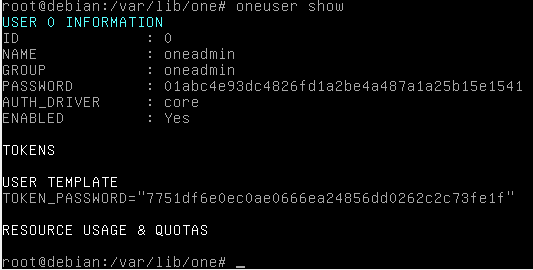 root@debian:/var/lib/one# oneuser show
USER 0 INFORMATION
ID              : 0
NAME            : oneadmin
GROUP           : oneadmin
PASSWORD        : 01abc4e93dc4826fd1a2be4a487a1a25b15e1541
AUTH_DRIVER     : core
ENABLED         : Yes
TOKENS
USER TEMPLATE
TOKEN_PASSWORD="7751df6e0ec0ae0666ea24856dd0262c2c73fe1f"
RESOURCE USAGE & QUOTAS
root@debian:/var/lib/one# _